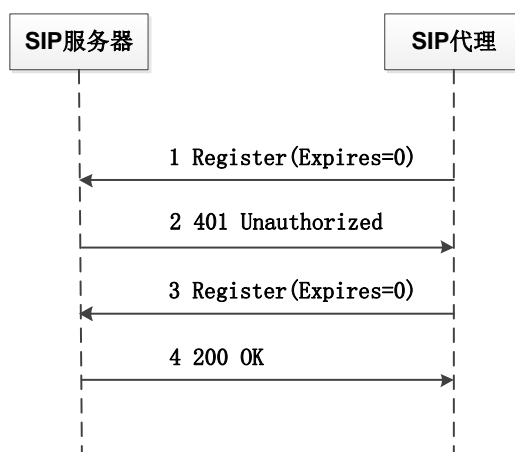 SIP服务器
SIP代理
1 Register(Expires=0)
2 401 Unauthorized
3 Register(Expires=0)
4 200 OK